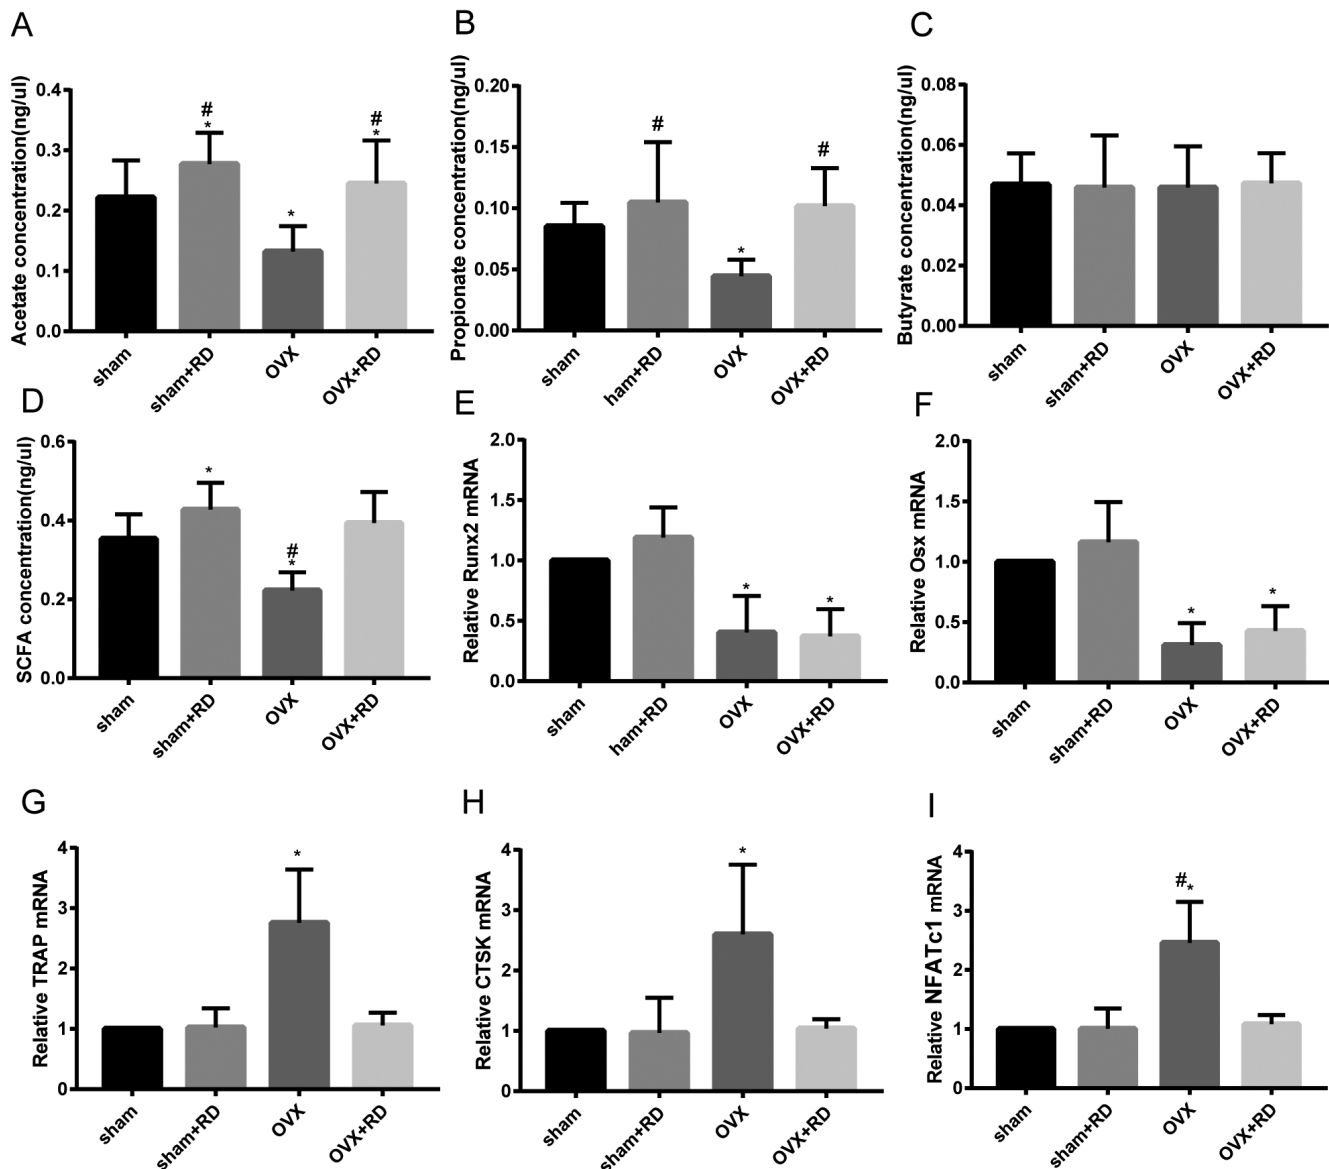 A
Acetate concentration(ng/ul)
0.4
0.3
0.2
0.1
0.0
#
*
*
#
*
sham
sham+RD
OVX
OVX+RD
B
Propionate concentration(ng/ul)
0.20
0.15
0.10
0.05
0.00
#
*
#
sham
ham+RD
OVX
OVX+RD
C
Butyrate concentration(ng/ul)
0.08
0.06
0.04
0.02
0.00
sham
sham+RD
OVX
OVX+RD
D
SCFA concentration(ng/ul)
0.6
0.4
0.2
0.0
*
#
*
sham
sham+RD
OVX
OVX+RD
E
Relative Runx2 mRNA
2.0
1.5
1.0
0.5
0.0
*
*
sham
ham+RD
OVX
OVX+RD
F
Relative Osx mRNA
2.0
1.5
1.0
0.5
0.0
*
*
sham
sham+RD
OVX
OVX+RD
G
Relative TRAP mRNA
4
3
2
1
0
*
sham
sham+RD
OVX
OVX+RD
H
Relative CTSK mRNA
4
3
2
1
0
*
sham
sham+RD
OVX
OVX+RD
I
Relative NFATc1 mRNA
4
3
2
1
0
#*
sham
sham+RD
OVX
OVX+RD